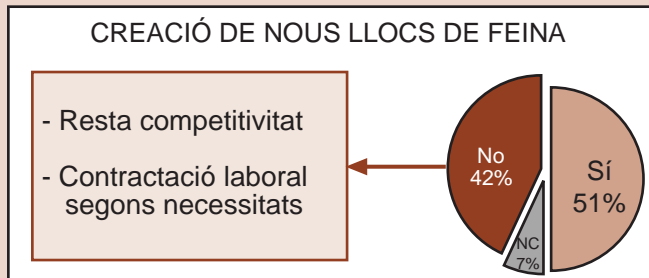 CREACIÓ DE NOUS LLOCS DE FEINA
- Resta competitivitat
- Contractació laboral
segons necessitats
No
42%
Sí
51%
NC
7%